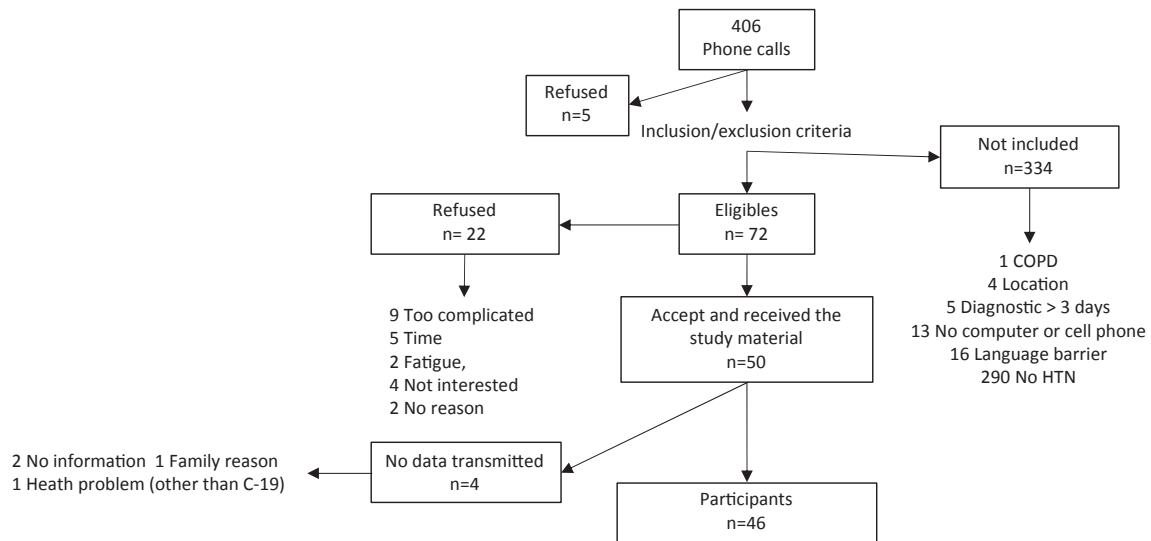 406
Phone calls
Refused
n=5
Inclusion/exclusion criteria
Not included
n=334
Refused
n= 22
Eligibles
n= 72
1 COPD
4 Location
5 Diagnostic > 3 days
13 No computer or cell phone
16 Language barrier
290 No HTN
9 Too complicated
5 Time
2 Fatigue,
4 Not interested
2 No reason
Accept and received the
study material
n=50
2 No information 1 Family reason
1 Heath problem (other than C-19)
No data transmitted
n=4
Participants
n=46